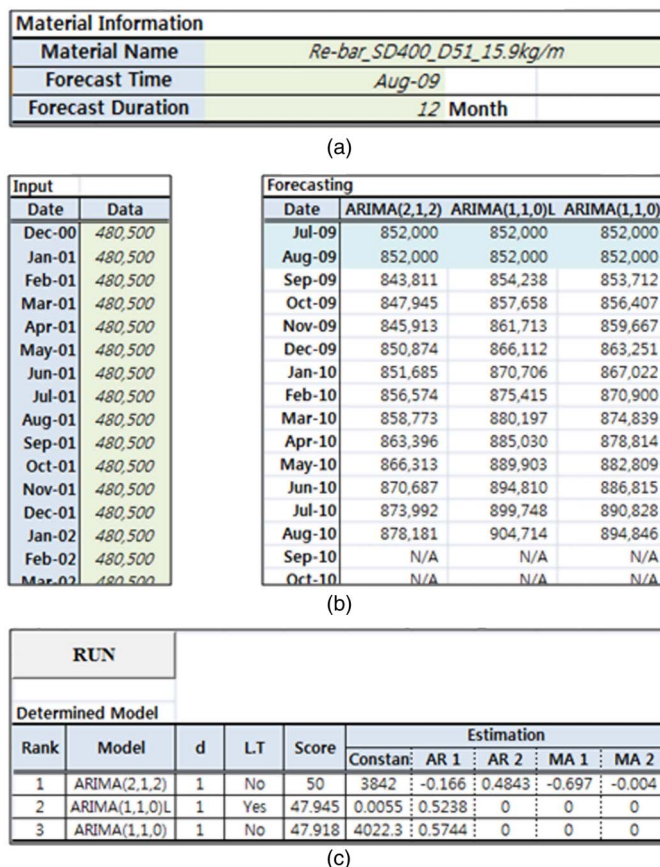 Material Information
Material Name Re-bar_SD400_D51_15.9kg/m
Forecast Time Aug-09
Forecast Duration 12 Month
(a)
Input
Date Data
Dec-00 480,500
Jan-01 480,500
Feb-01 480,500
Mar-01 480,500
Apr-01 480,500
May-01 480,500
Jun-01 480,500
Jul-01 480,500
Aug-01 480,500
Sep-01 480,500
Oct-01 480,500
Nov-01 480,500
Dec-01 480,500
Jan-02 480,500
Feb-02 480,500
Mar-02 480,500
Forecasting
Date ARIMA(2,1,2) ARIMA(1,1,0)L ARIMA(1,1,0)
Jul-09 852,000 852,000 852,000
Aug-09 852,000 852,000 852,000
Sep-09 843,811 854,238 853,712
Oct-09 847,945 857,658 856,407
Nov-09 845,913 861,713 859,667
Dec-09 850,874 866,112 863,251
Jan-10 851,685 870,706 867,022
Feb-10 856,574 875,415 870,900
Mar-10 858,773 880,197 874,839
Apr-10 863,396 885,030 878,814
May-10 866,313 889,903 882,809
Jun-10 870,687 894,810 886,815
Jul-10 873,992 899,748 890,828
Aug-10 878,181 904,714 894,846
Sep-10 N/A N/A N/A
Oct-10 N/A N/A N/A
(b)
RUN
Determined Model
Rank Model d L.T Score Estimation
Constan AR 1 AR 2 MA 1 MA 2
1 ARIMA(2,1,2) 1 No 50 3842 -0.166 0.4843 -0.697 -0.004
2 ARIMA(1,1,0)L 1 Yes 47.945 0.0055 0.5238 0 0 0
3 ARIMA(1,1,0) 1 No 47.918 4022.3 0.5744 0 0 0
(c)